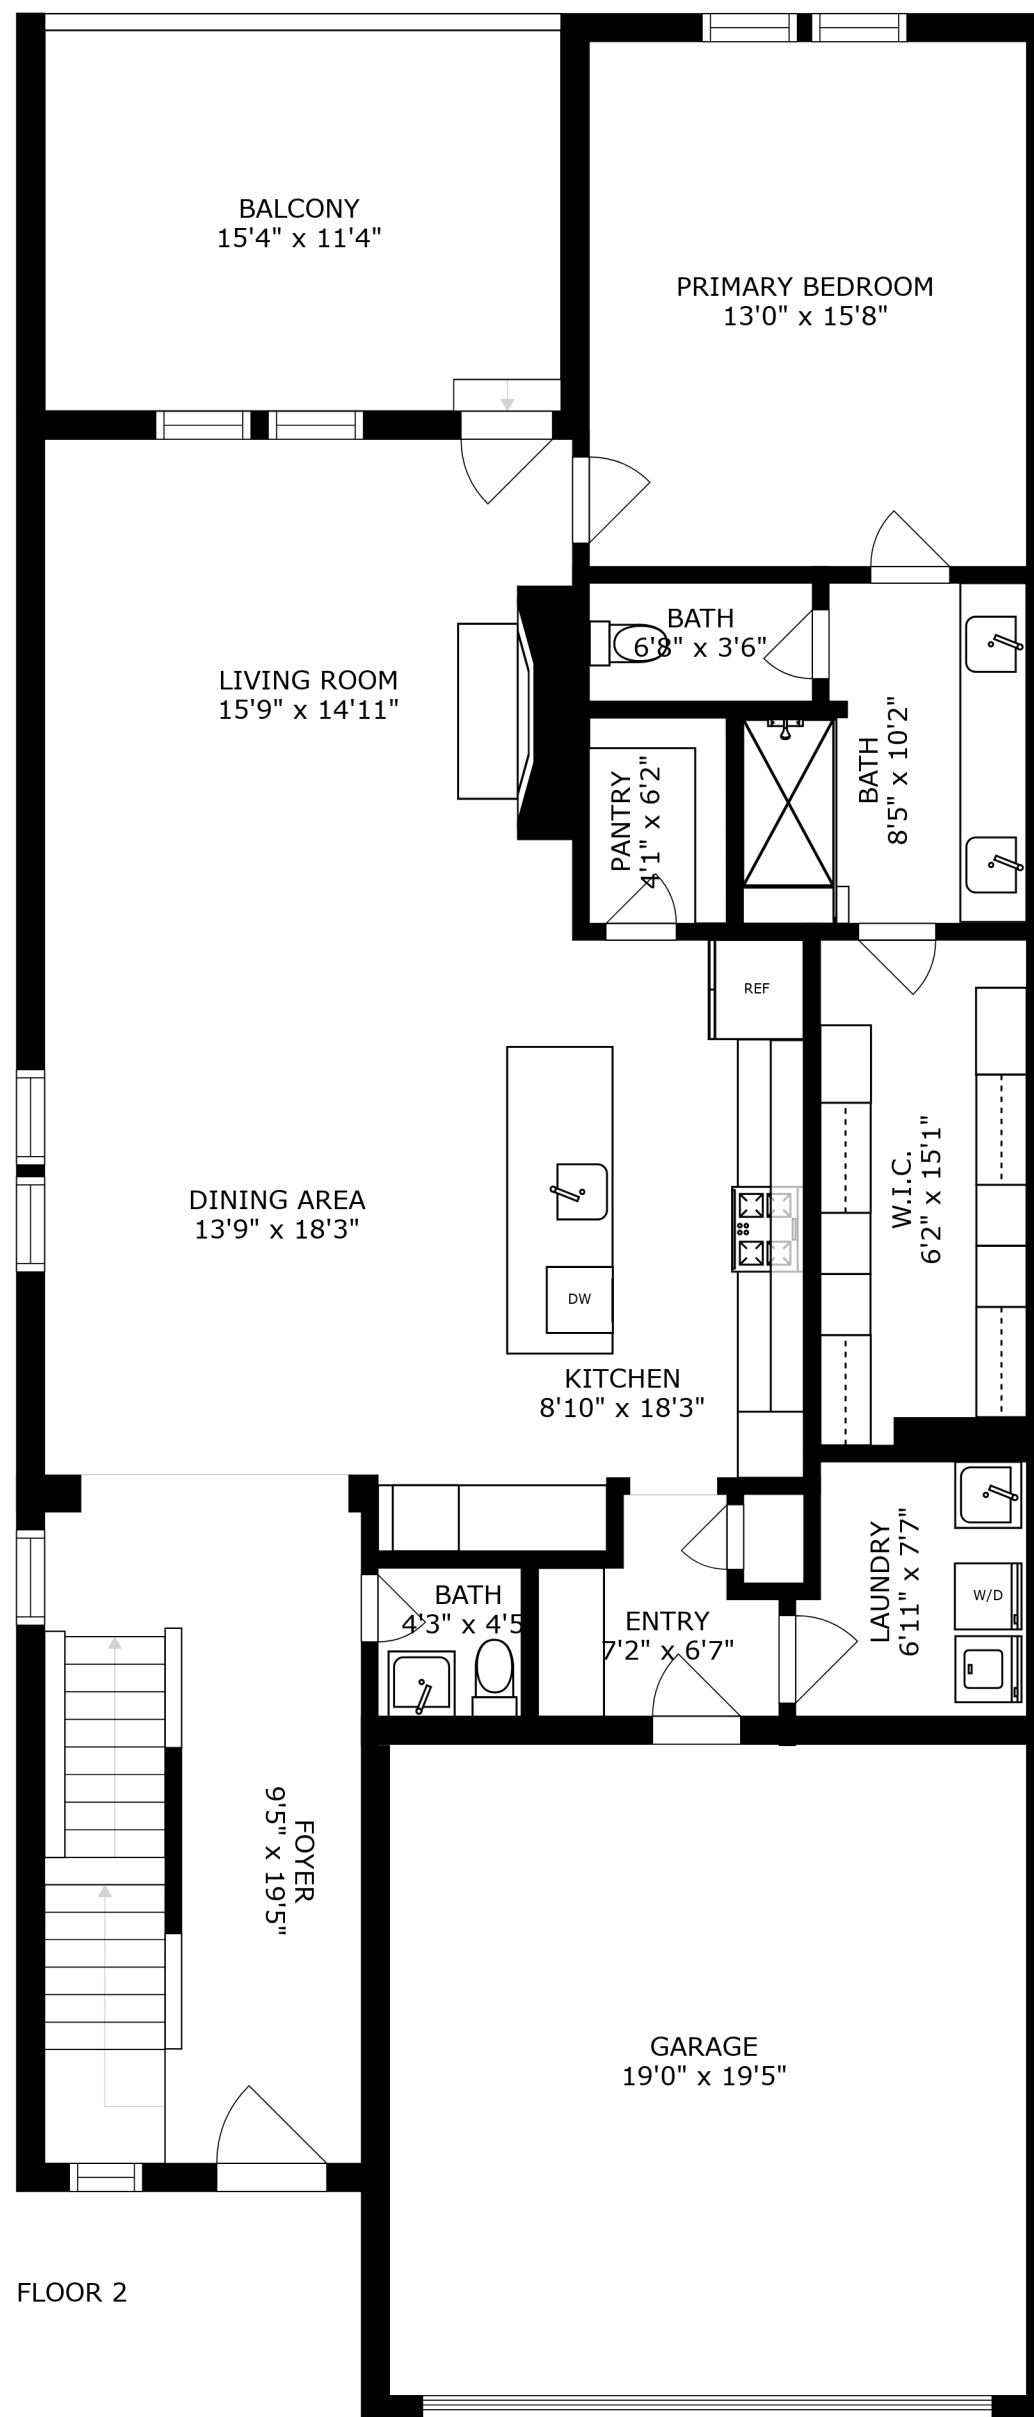 BALCONY
15'4" x 11'4"
PRIMARY BEDROOM
13'0" x 15'8"
BATH
6'8" x 3'6"
LIVING ROOM
15'9" x 14'11"
BATH
8'5" x 10'2"
PANTRY
4'1" x 6'2"
REF
W.I.C.
6'2" x 15'1"
DINING AREA
13'9" x 18'3"
DW
KITCHEN
8'10" x 18'3"
LAUNDRY
6'11" x 7'7"
W/D
BATH
4'3" x 4'5
ENTRY
7'2" x 6'7"
FOYER
9'5" x 19'5"
GARAGE
19'0" x 19'5"
FLOOR 2